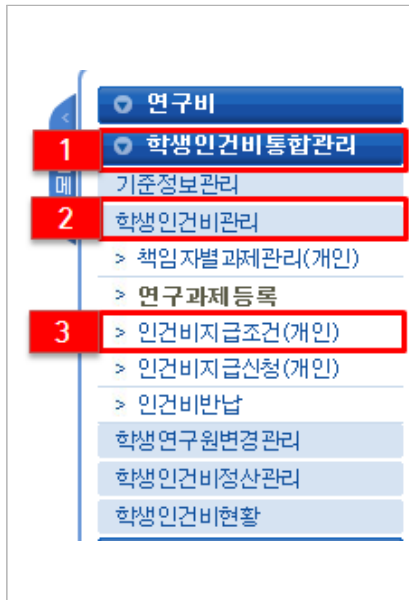 연구비
1 학생인건비통합관리
메
기준정보관리
2 학생인건비관리
> 책임자별과제관리(개인)
> 연구과제등록
3 > 인건비지급조건(개인)
> 인건비지급신청(개인)
> 인건비반납
학생연구원변경관리
학생인건비정산관리
학생인건비현황